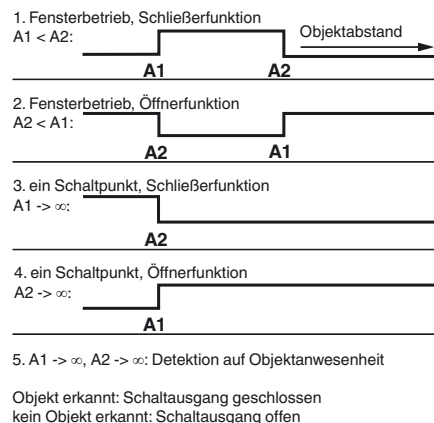 1. Fensterbetrieb, Schließerfunktion
A1 < A2:
Objektabstand
A1 A2
2. Fensterbetrieb, Öffnerfunktion
A2 < A1:
A2 A1
3. ein Schaltpunkt, Schließerfunktion
A1 -> ∞:
A2
4. ein Schaltpunkt, Öffnerfunktion
A2 -> ∞:
A1
5. A1 -> ∞, A2 -> ∞: Detektion auf Objektanwesenheit
Objekt erkannt: Schaltausgang geschlossen
kein Objekt erkannt: Schaltausgang offen